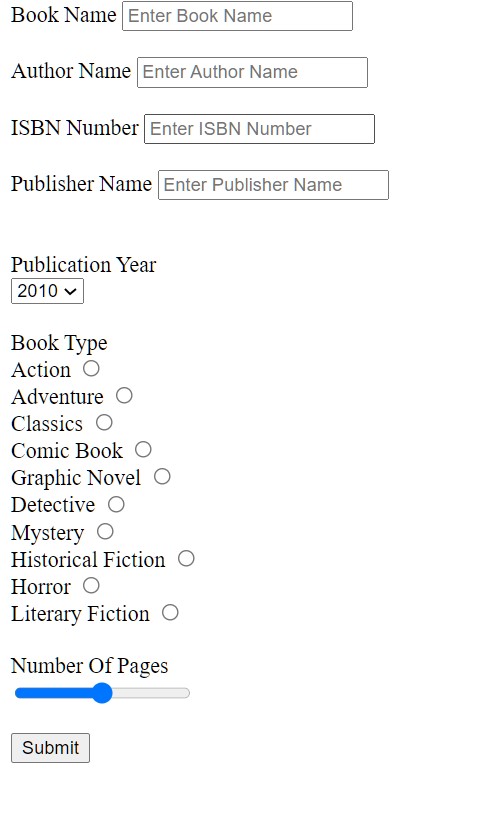 Book Name Enter Book Name
Author Name Enter Author Name
ISBN Number Enter ISBN Number
Publisher Name Enter Publisher Name
Publication Year
2010
Book Type
Action
Adventure
Classics
Comic Book
Graphic Novel
Detective
Mystery
Historical Fiction
Horror
Literary Fiction
Number Of Pages
Submit